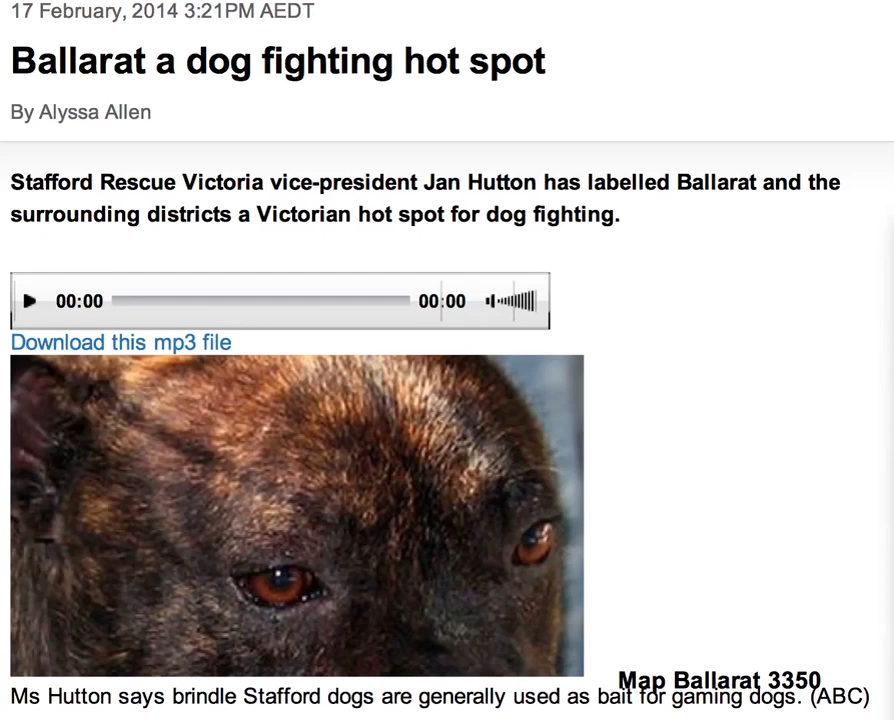 17 February, 2014 3:21PM AEDT
Ballarat a dog fighting hot spot
By Alyssa Allen
Stafford Rescue Victoria vice-president Jan Hutton has labelled Ballarat and the
surrounding districts a Victorian hot spot for dog fighting.
00:00 00:00
Download this mp3 file
Map Ballarat 3350
Ms Hutton says brindle Stafford dogs are generally used as bait for gaming dogs. (ABC)